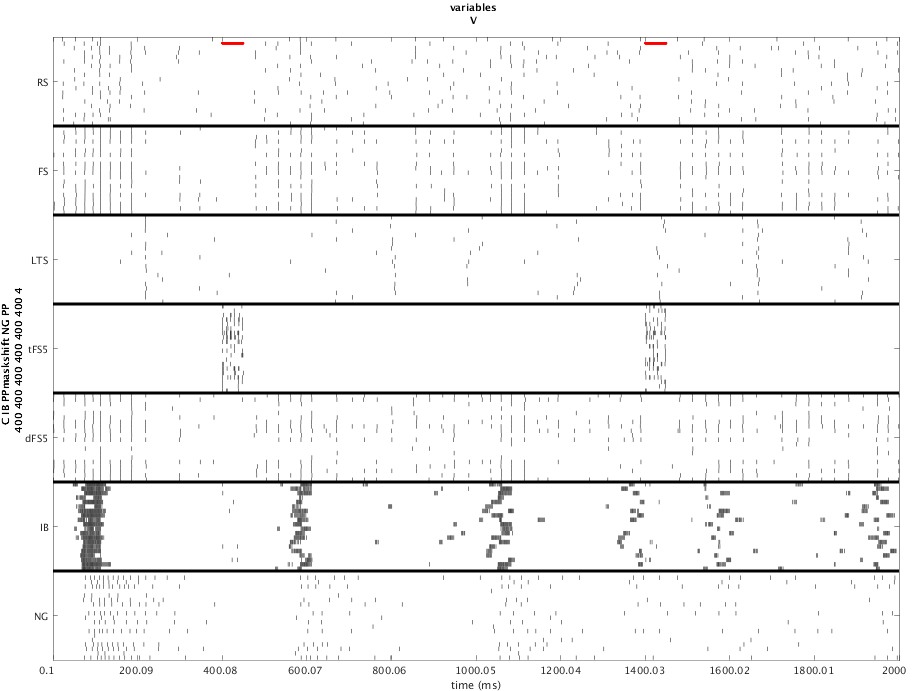 variables
V
RS
FS
LTS
tFS5
dFS5
IB
NG
C IB PPmaskshift NG PP
400 400 400 400 400 400 4
0.1 200.09 400.08 600.07 800.06 1000.05 1200.04 1400.03 1600.02 1800.01 2000
time (ms)